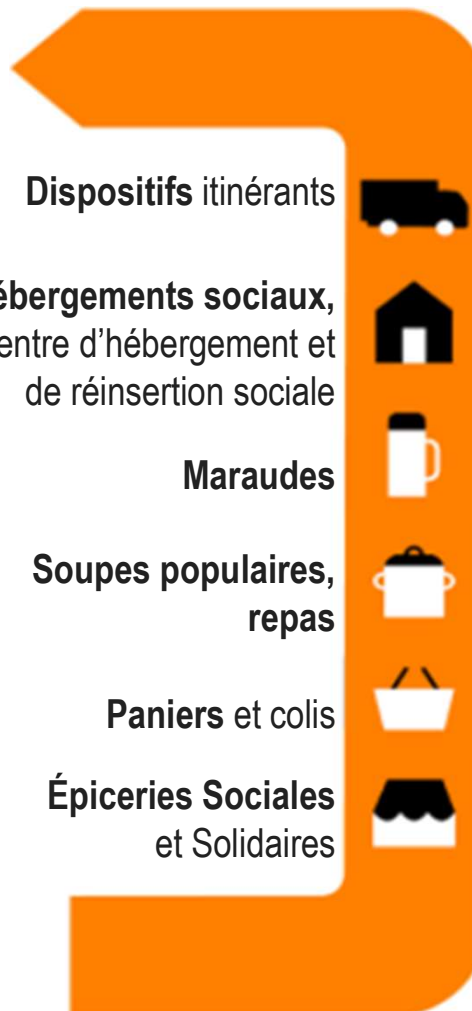 Dispositifs itinérants
ébergements sociaux,
entre d’hébergement et
de réinsertion sociale
Maraudes
Soupes populaires,
repas
Paniers et colis
Épiceries Sociales
et Solidaires